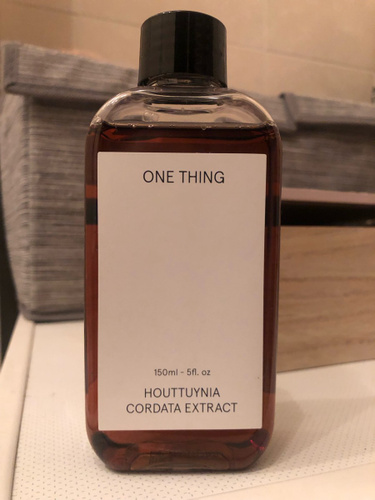 ONE THING
150ml - 5fl. oz
HOUTTUYNIA
CORDATA EXTRACT